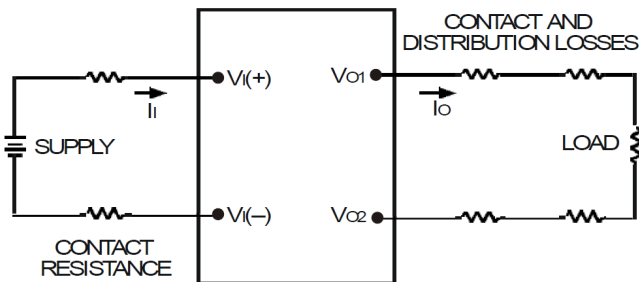 CONTACT AND
DISTRIBUTION LOSSES
VI(+)
VO1
II
IO
SUPPLY
LOAD
VI(–)
VO2
CONTACT
RESISTANCE